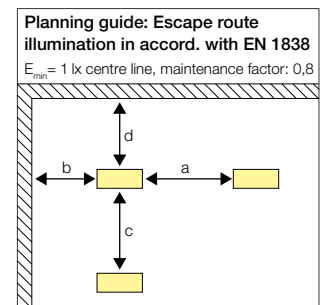 Planning guide: Escape route
illumination in accord. with EN 1838
Emin= 1 lx centre line, maintenance factor: 0,8
d
b
a
c